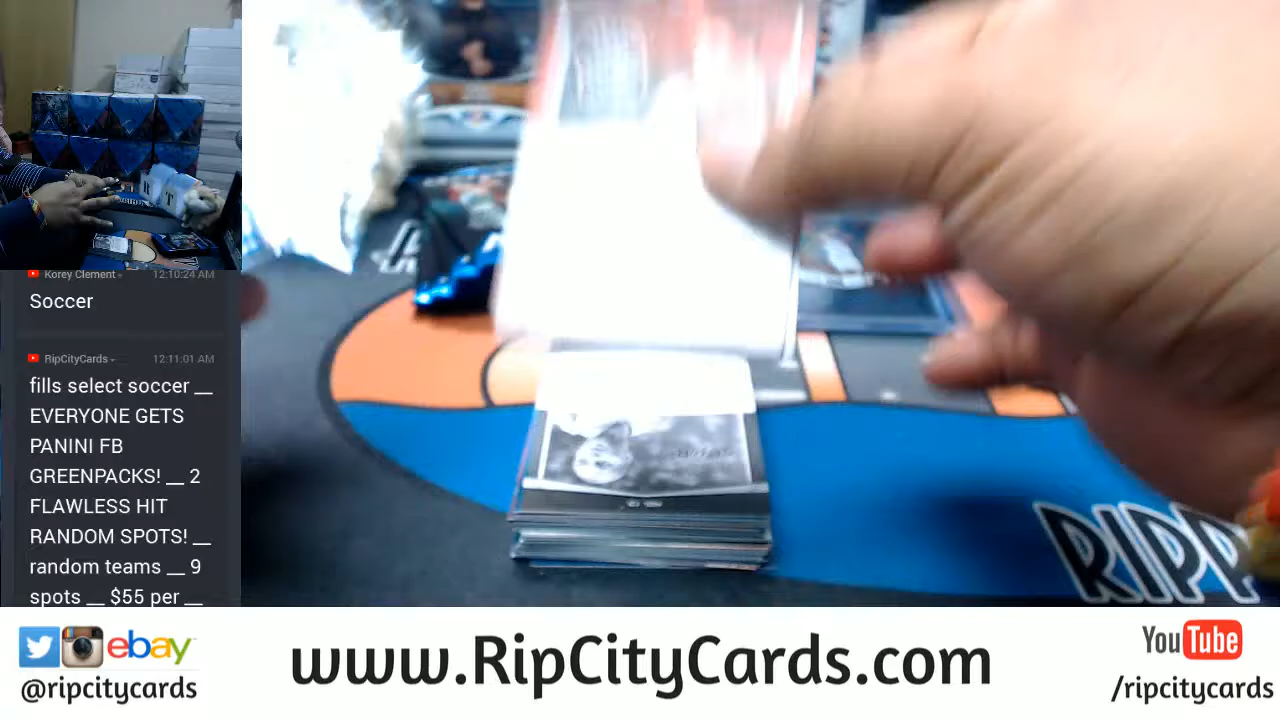 Korey Clement
12:10:24 AM
Soccer
RipCityCards
12:11:01 AM
fills select soccer __
EVERYONE GETS
PANINI FB
GREENPACKS! __ 2
FLAWLESS HIT
RANDOM SPOTS! __
random teams __ 9
spots __ $55 per __
RIPP
ebay
@ripcitycards
www.RipCityCards.com
YouTube
/ripcitycards